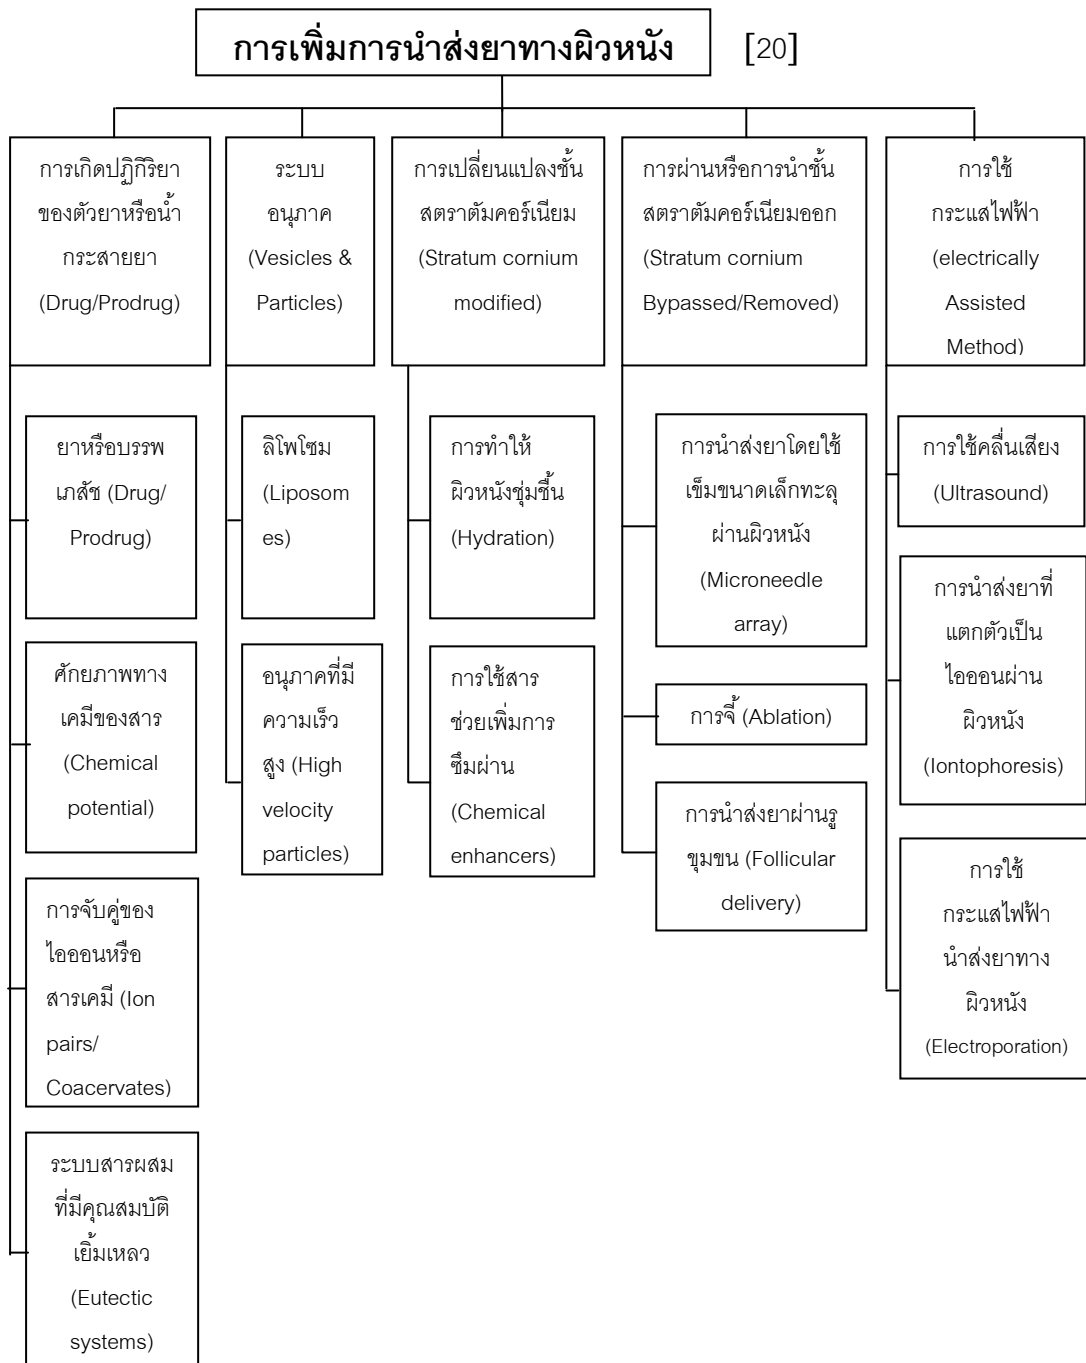 การเพิ่มการนำส่งยาทางผิวหนัง [20]
การเกิดปฏิกิริยา
ของตัวยาหรือน้ำ
กระสายยา
(Drug/Prodrug)
ยาหรือบรรพ
เภสัช (Drug/
Prodrug)
ศักยภาพทาง
เคมีของสาร
(Chemical
potential)
การจับคู่ของ
ไอออนหรือ
สารเคมี (Ion
pairs/
Coacervates)
ระบบสารผสม
ที่มีคุณสมบัติ
เยิ้มเหลว
(Eutectic
systems)
ระบบ
อนุภาค
(Vesicles &
Particles)
ลิโพโซม
(Liposom
es)
อนุภาคที่มี
ความเร็ว
สูง (High
velocity
particles)
การเปลี่ยนแปลงชั้น
สตราตัมคอร์เนียม
(Stratum cornium
modified)
การทำให้
ผิวหนังชุ่มชื้น
(Hydration)
การใช้สาร
ช่วยเพิ่มการ
ซึมผ่าน
(Chemical
enhancers)
การผ่านหรือการนำชั้น
สตราตัมคอร์เนียมออก
(Stratum cornium
Bypassed/Removed)
การนำส่งยาโดยใช้
เข็มขนาดเล็กทะลุ
ผ่านผิวหนัง
(Microneedle
array)
การจี้ (Ablation)
การนำส่งยาผ่านรู
ขุมขน (Follicular
delivery)
การใช้
กระแสไฟฟ้า
(electrically
Assisted
Method)
การใช้คลื่นเสียง
(Ultrasound)
การนำส่งยาที่
แตกตัวเป็น
ไอออนผ่าน
ผิวหนัง
(Iontophoresis)
การใช้
กระแสไฟฟ้า
นำส่งยาทาง
ผิวหนัง
(Electroporation)